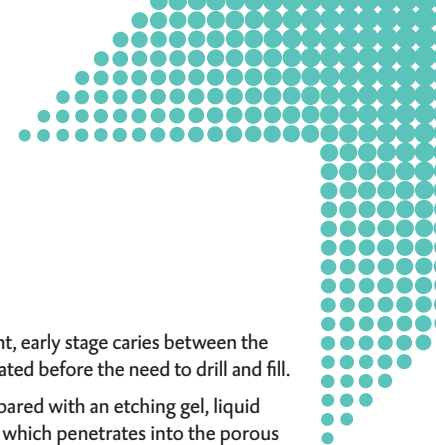 nt, early stage caries between the
ated before the need to drill and fill.
pared with an etching gel, liquid
which penetrates into the porous